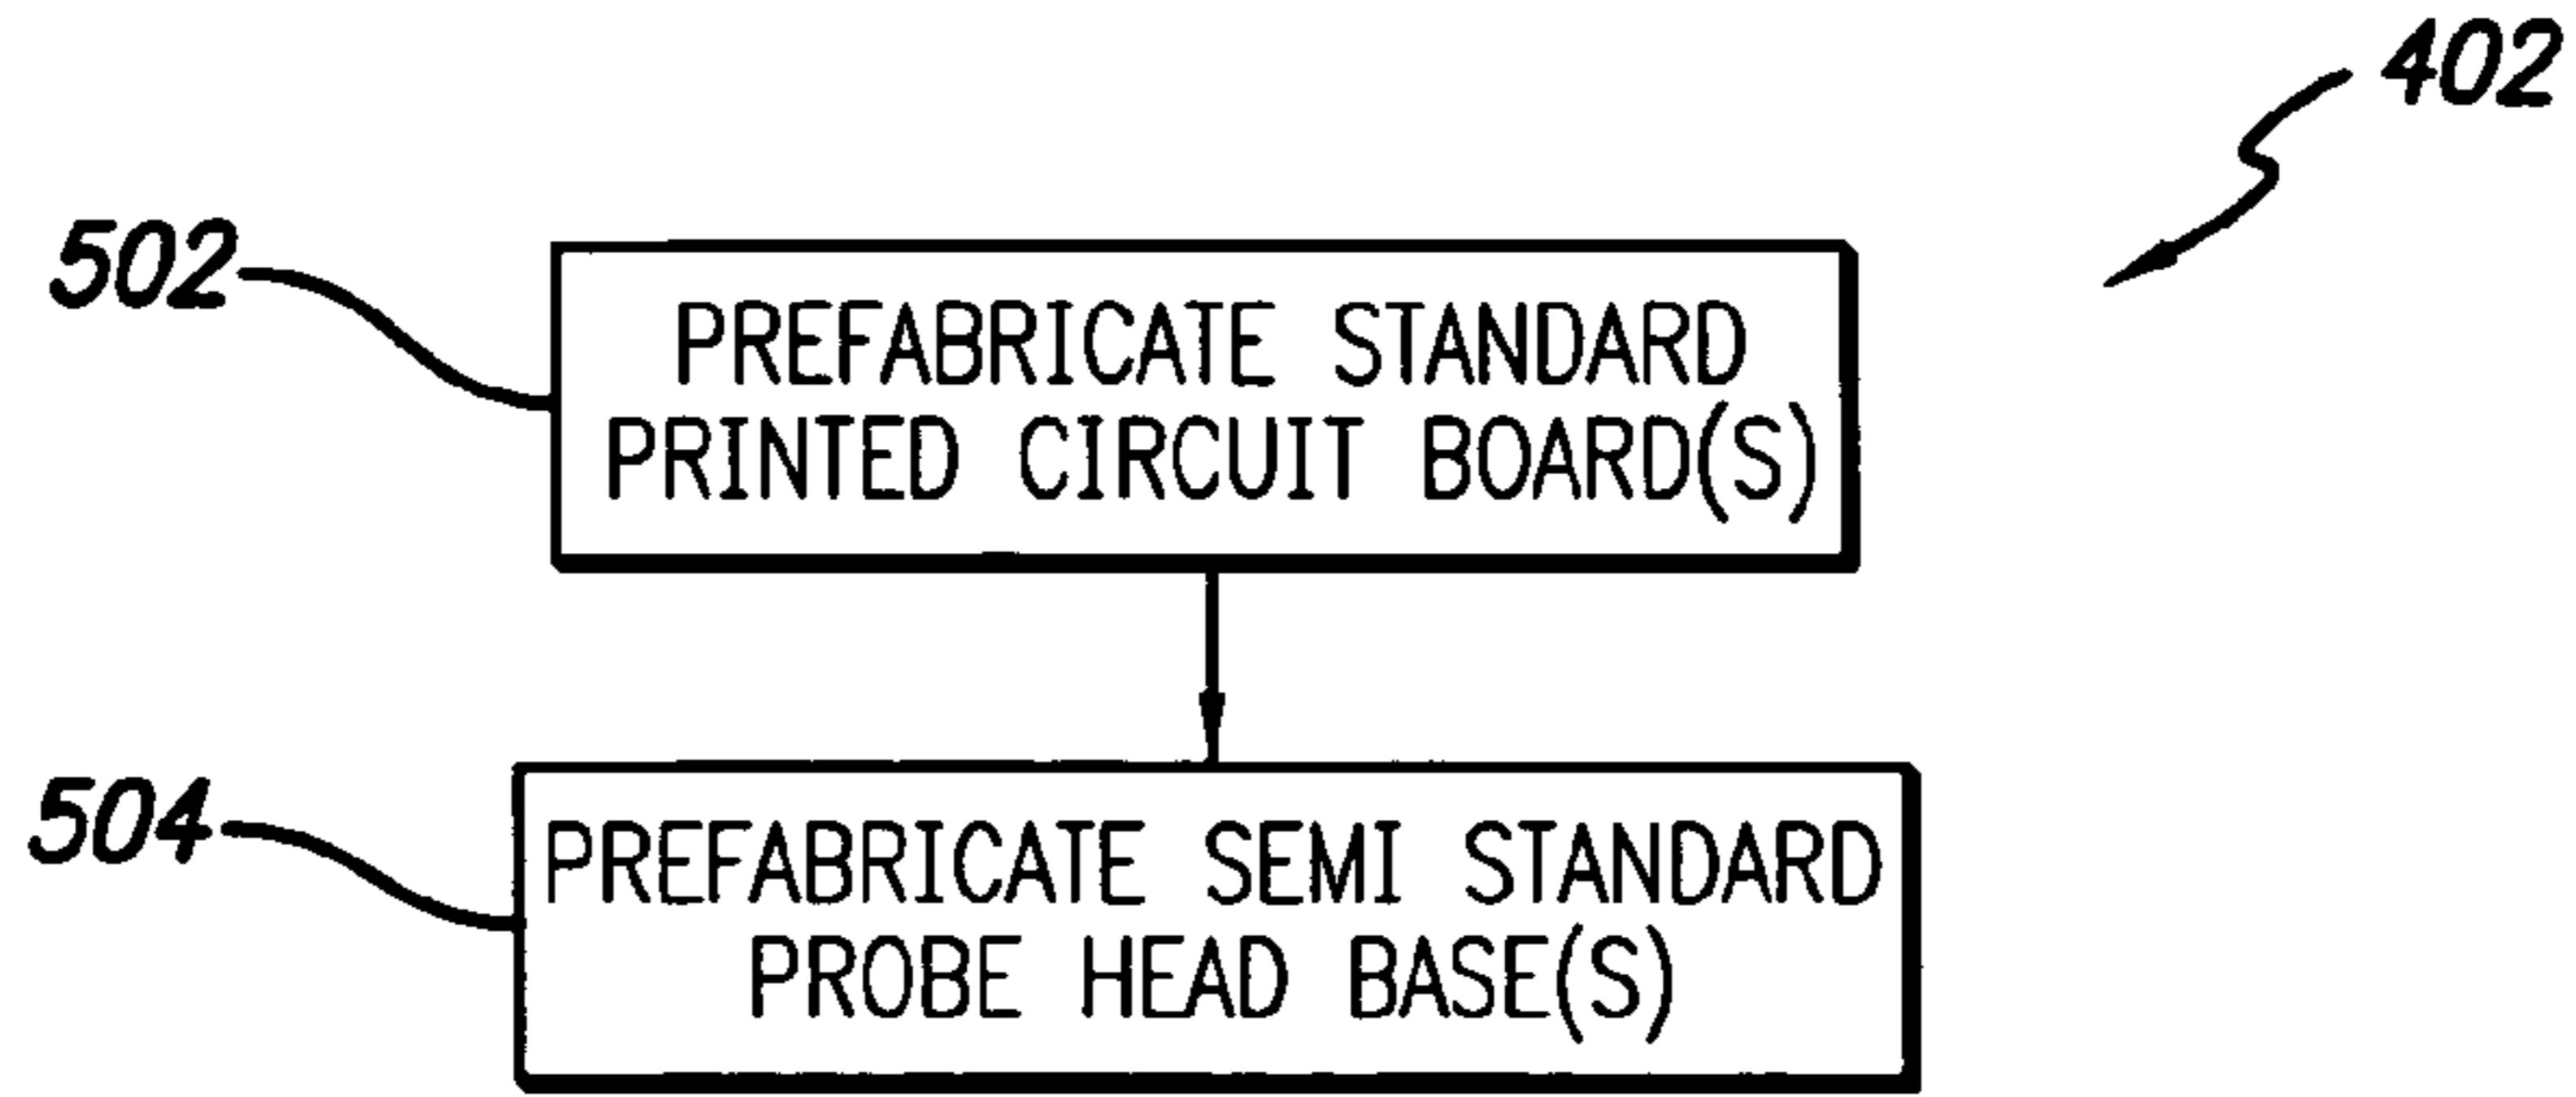 402
502
PREFABRICATE STANDARD
PRINTED CIRCUIT BOARD(S)
504
PREFABRICATE SEMI STANDARD
PROBE HEAD BASE(S)